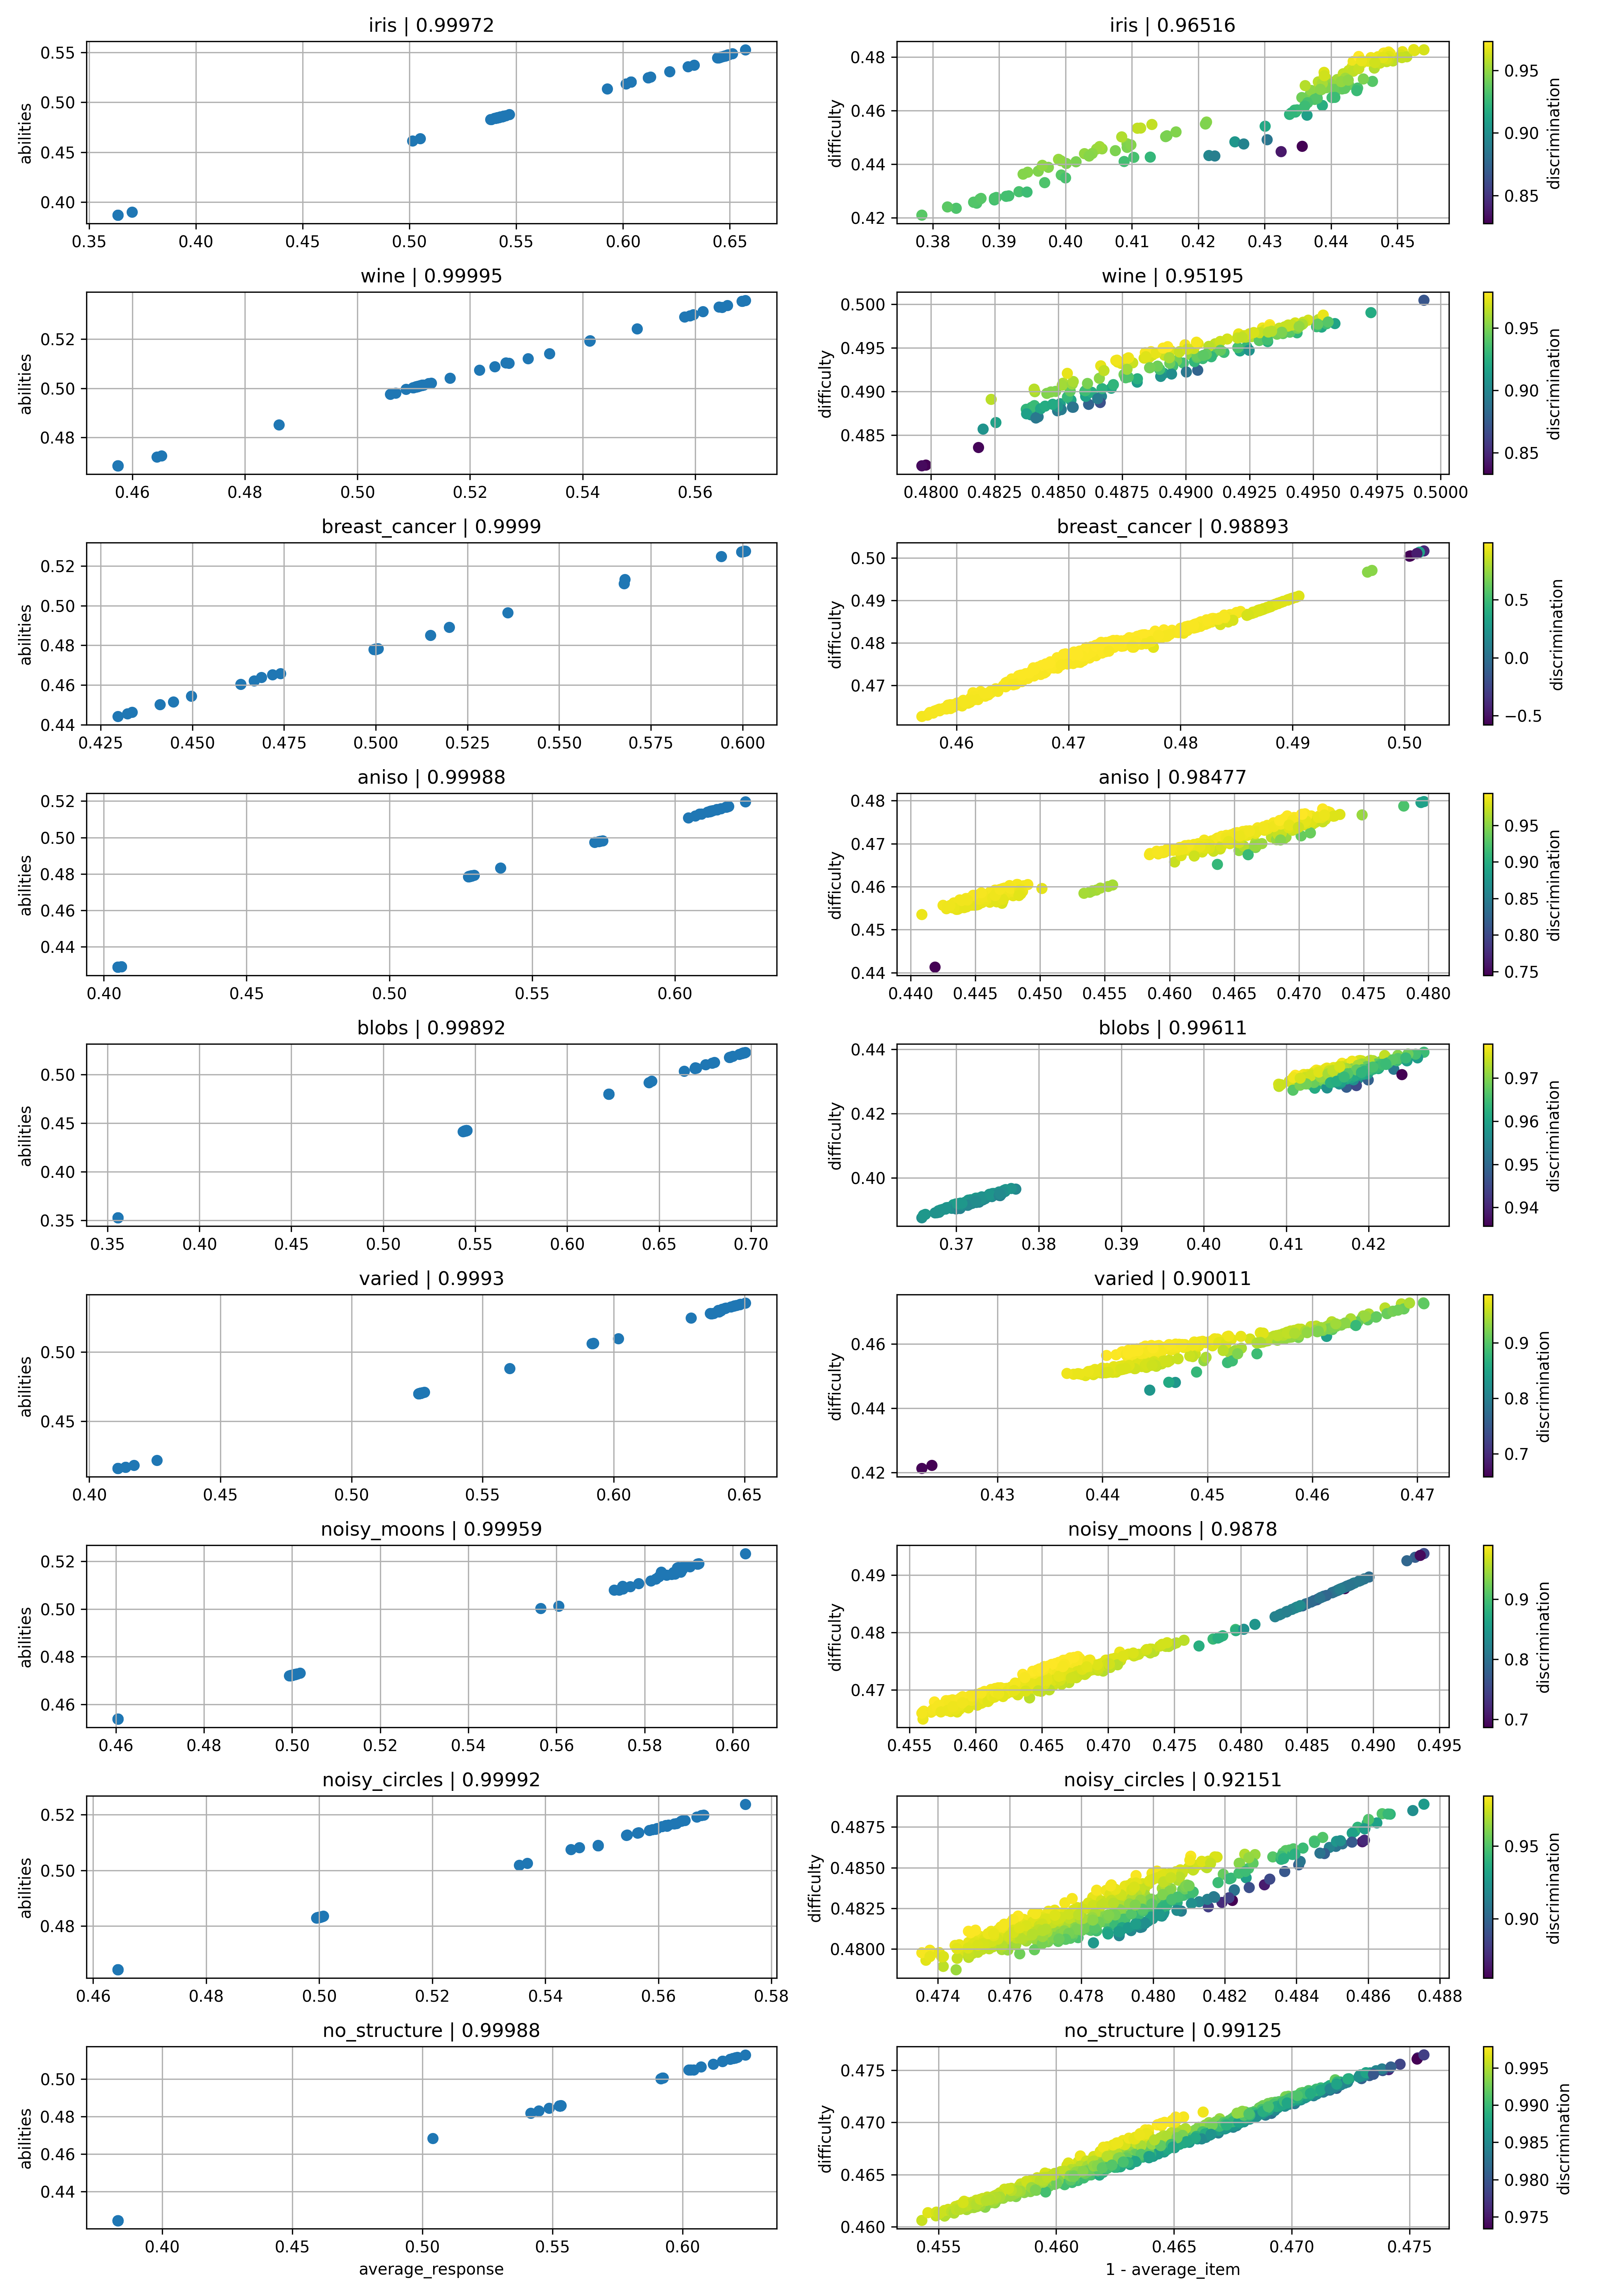 iris | 0.99972
abilities
0.55
0.50
0.45
0.40
0.35 0.40 0.45 0.50 0.55 0.60 0.65
iris | 0.96516
difficulty
0.48
0.46
0.44
0.42
0.38 0.39 0.40 0.41 0.42 0.43 0.44 0.45
0.95
0.90
0.85
discrimination
wine | 0.99995
abilities
0.52
0.50
0.48
0.46 0.48 0.50 0.52 0.54 0.56
wine | 0.95195
difficulty
0.500
0.495
0.490
0.485
0.4800 0.4825 0.4850 0.4875 0.4900 0.4925 0.4950 0.4975 0.5000
0.95
0.90
0.85
discrimination
breast_cancer | 0.9999
abilities
0.52
0.50
0.48
0.46
0.44
0.425 0.450 0.475 0.500 0.525 0.550 0.575 0.600
breast_cancer | 0.98893
difficulty
0.50
0.49
0.48
0.47
0.46 0.47 0.48 0.49 0.50
0.5
0.0
−0.5
discrimination
aniso | 0.99988
abilities
0.52
0.50
0.48
0.46
0.44
0.40 0.45 0.50 0.55 0.60
aniso | 0.98477
difficulty
0.48
0.47
0.46
0.45
0.44
0.440 0.445 0.450 0.455 0.460 0.465 0.470 0.475 0.480
0.95
0.90
0.85
0.80
0.75
discrimination
blobs | 0.99892
abilities
0.50
0.45
0.40
0.35
0.35 0.40 0.45 0.50 0.55 0.60 0.65 0.70
blobs | 0.99611
difficulty
0.44
0.42
0.40
0.37 0.38 0.39 0.40 0.41 0.42
0.97
0.96
0.95
0.94
discrimination
varied | 0.9993
abilities
0.50
0.45
0.40 0.45 0.50 0.55 0.60 0.65
varied | 0.90011
difficulty
0.46
0.44
0.42
0.43 0.44 0.45 0.46 0.47
0.9
0.8
0.7
discrimination
noisy_moons | 0.99959
abilities
0.52
0.50
0.48
0.46
0.46 0.48 0.50 0.52 0.54 0.56 0.58 0.60
noisy_moons | 0.9878
difficulty
0.49
0.48
0.47
0.455 0.460 0.465 0.470 0.475 0.480 0.485 0.490 0.495
0.9
0.8
0.7
discrimination
noisy_circles | 0.99992
abilities
0.52
0.50
0.48
0.46 0.48 0.50 0.52 0.54 0.56 0.58
noisy_circles | 0.92151
difficulty
0.4875
0.4850
0.4825
0.4800
0.474 0.476 0.478 0.480 0.482 0.484 0.486 0.488
0.95
0.90
discrimination
no_structure | 0.99988
abilities
0.50
0.48
0.46
0.44
0.40 0.45 0.50 0.55 0.60
average_response
no_structure | 0.99125
difficulty
0.475
0.470
0.465
0.460
0.455 0.460 0.465 0.470 0.475
1 - average_item
0.995
0.990
0.985
0.980
0.975
discrimination